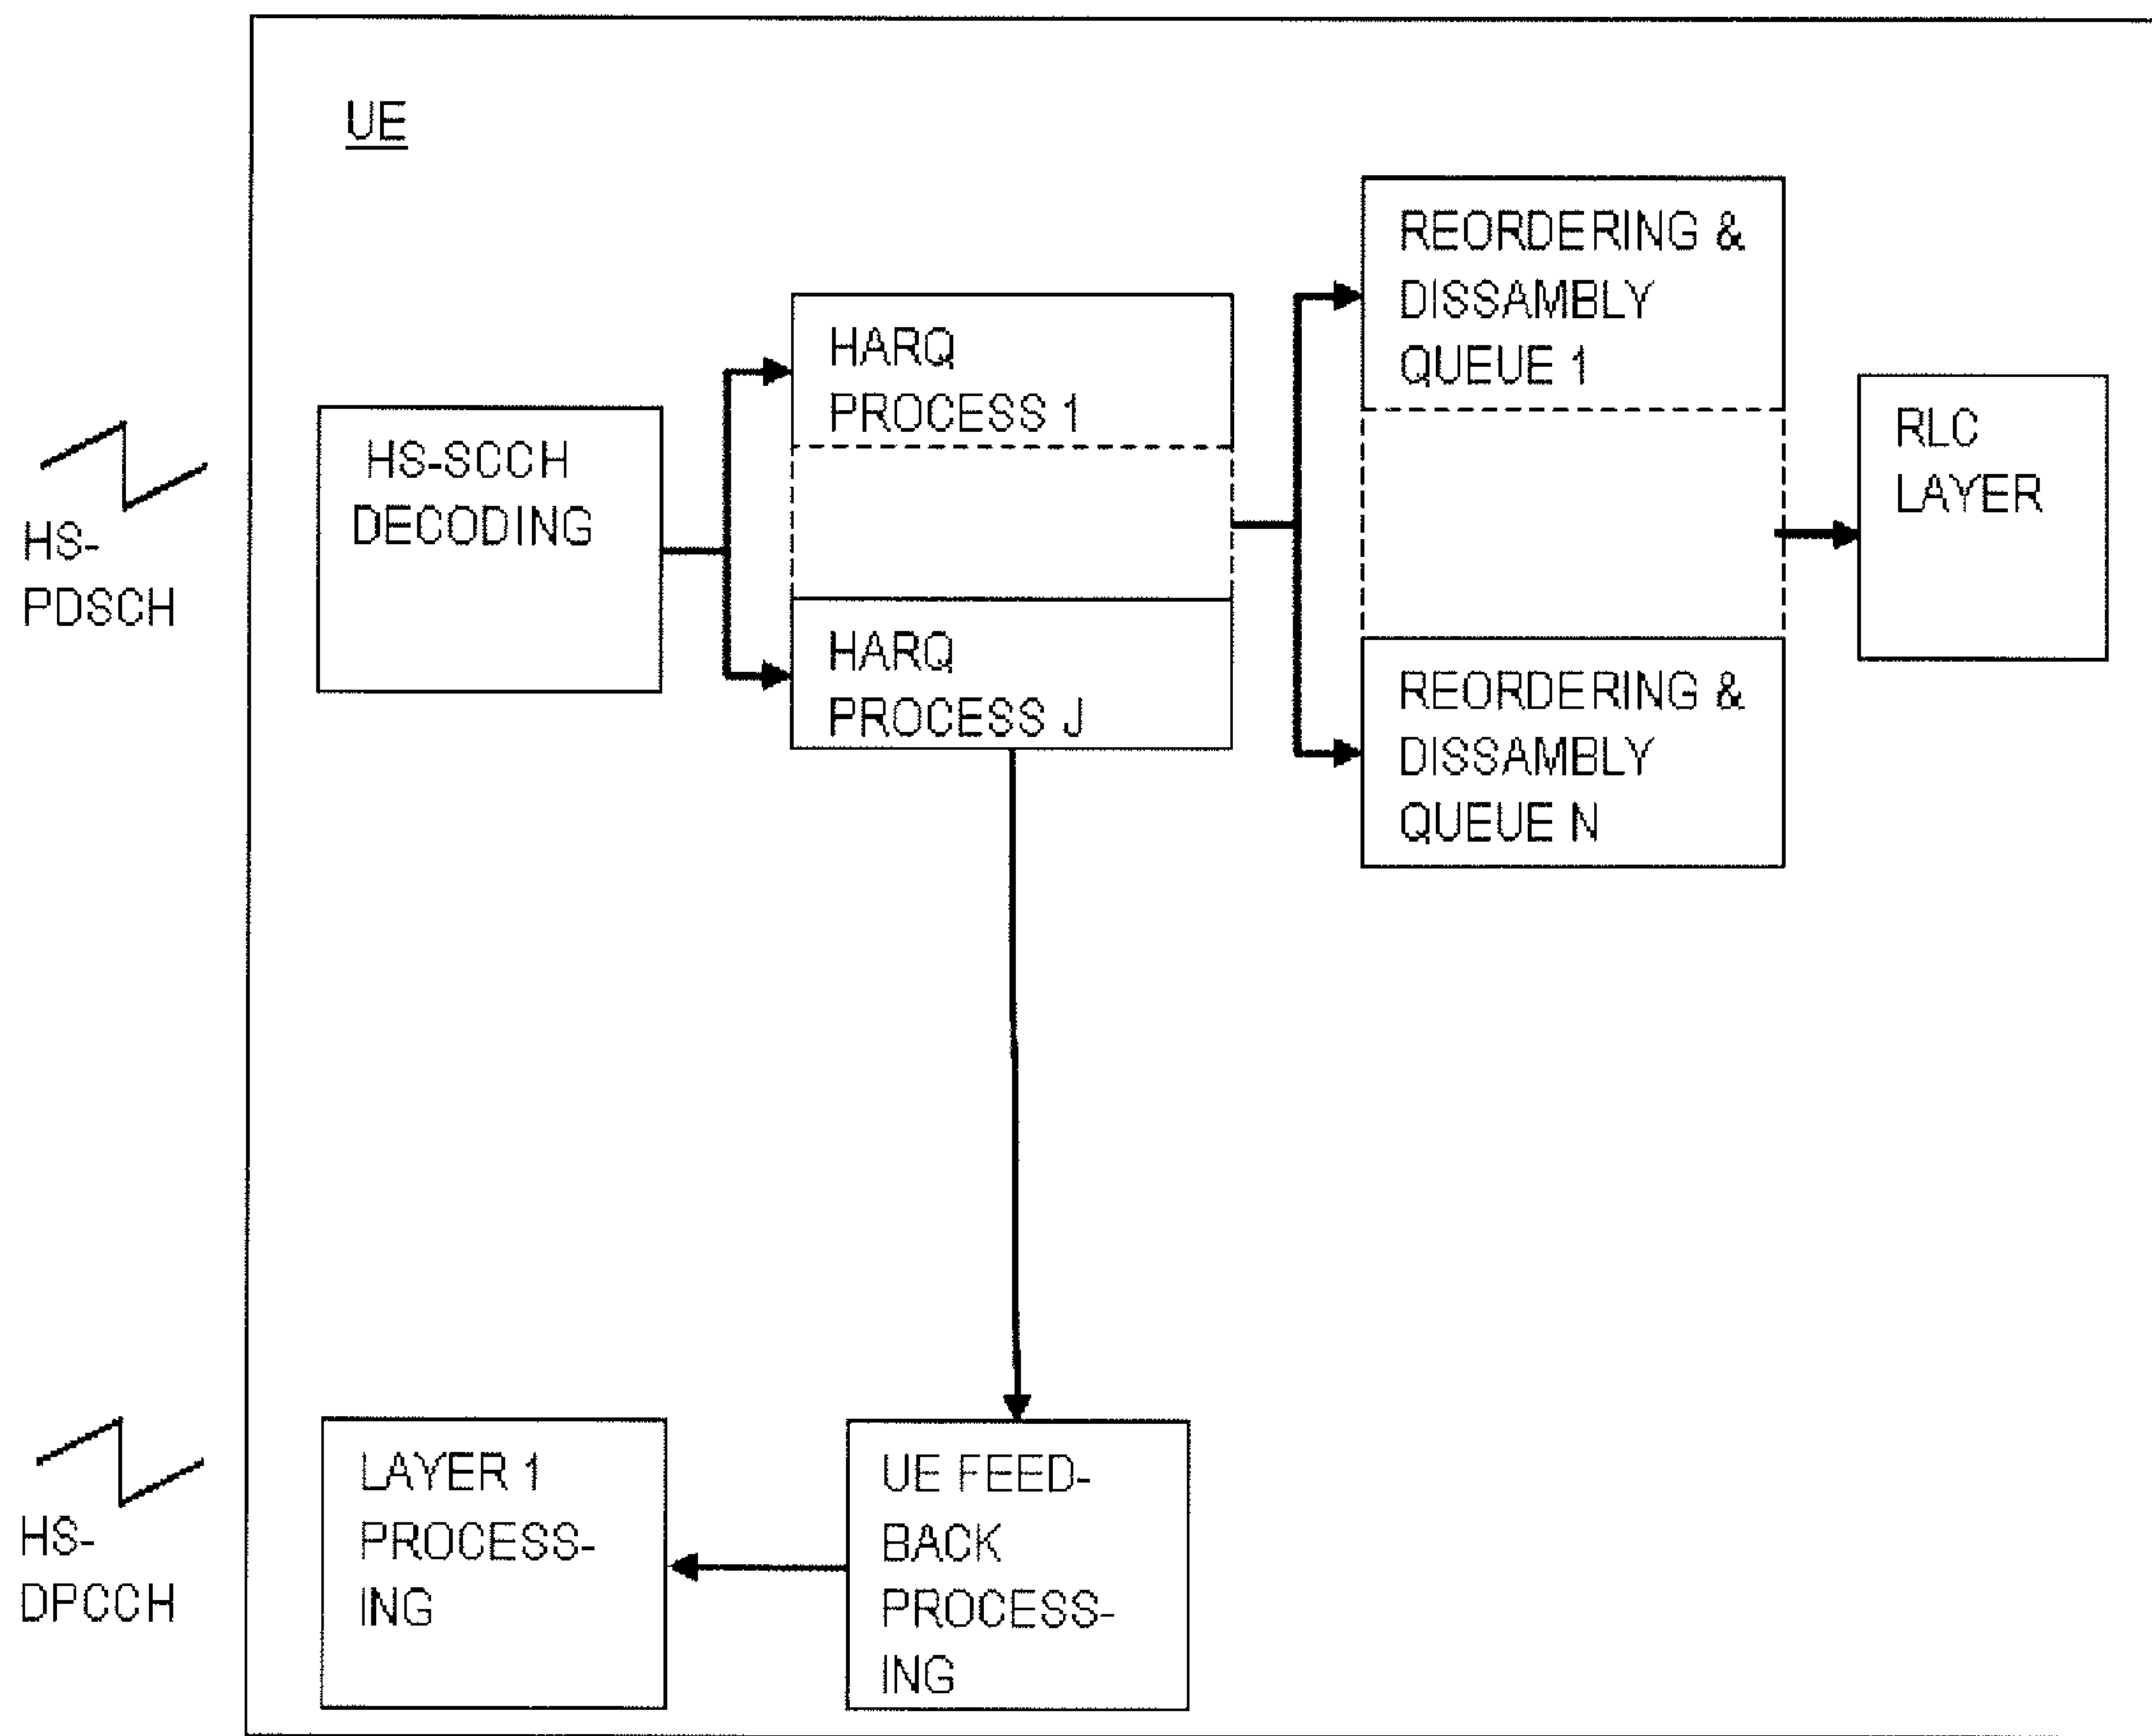 UE
HS-
PDSCH
HS-SCCH
DECODING
HARQ
PROCESS 1
HARQ
PROCESS J
REORDERING &
DISSAMBLY
QUEUE 1
REORDERING &
DISSAMBLY
QUEUE N
RLC
LAYER
HS-
DPCCH
LAYER 1
PROCESS-
ING
UE FEED-
BACK
PROCESS-
ING